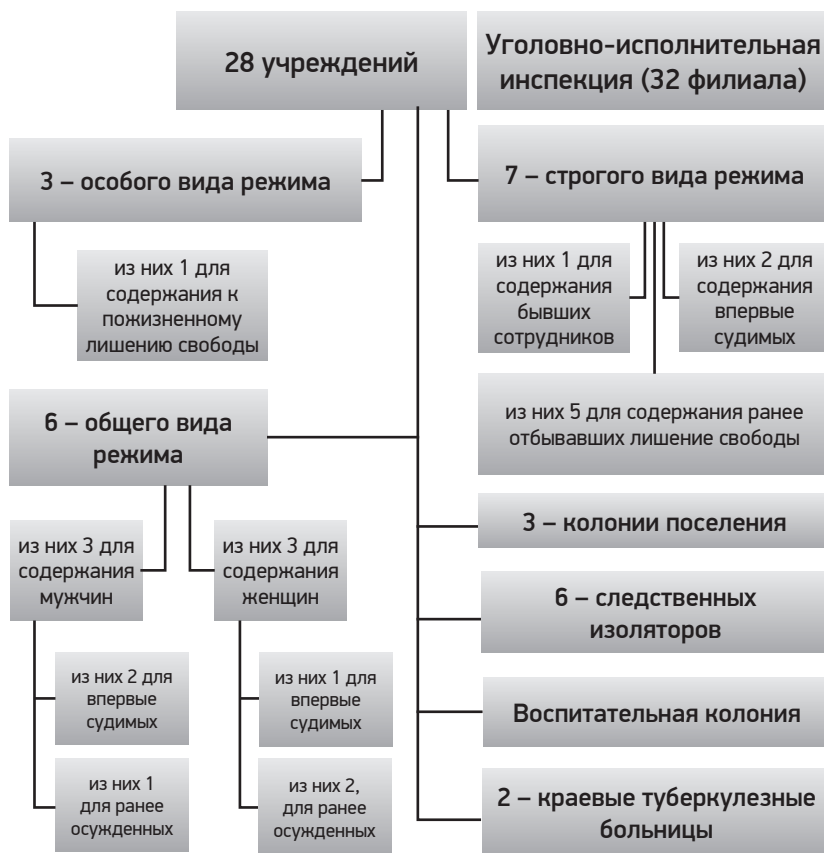 28 учреждений
Уголовно-исполнительная
инспекция (32 филиала)
3 – особого вида режима
из них 1 для
содержания к
пожизненному
лишению свободы
7 – строгого вида режима
из них 1 для
содержания
бывших
сотрудников
из них 2 для
содержания
впервые
судимых
из них 5 для содержания ранее
отбывавших лишение свободы
6 – общего вида
режима
из них 3 для
содержания
мужчин
из них 3 для
содержания
женщин
из них 2 для
впервые
судимых
из них 1 для
впервые
судимых
из них 1
для ранее
осужденных
из них 2,
для ранее
осужденных
3 – колонии поселения
6 – следственных
изоляторов
Воспитательная колония
2 – краевые туберкулезные
больницы